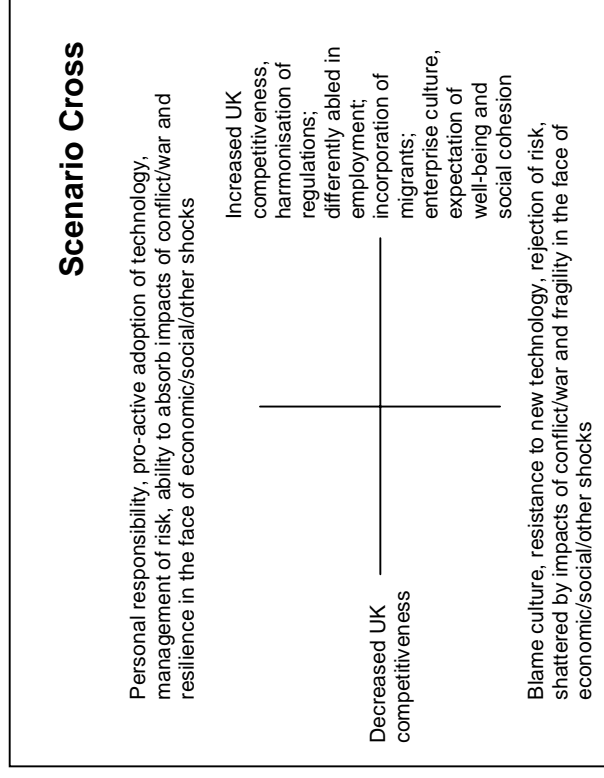 Scenario Cross
Personal responsibility, pro-active adoption of technology,
management of risk, ability to absorb impacts of conflict/war and
resilience in the face of economic/social/other shocks
Increased UK
competitiveness,
harmonisation of
regulations;
differently abled in
employment;
incorporation of
migrants;
enterprise culture,
expectation of
well-being and
social cohesion
Decreased UK
competitiveness
Blame culture, resistance to new technology, rejection of risk,
shattered by impacts of conflict/war and fragility in the face of
economic/social/other shocks